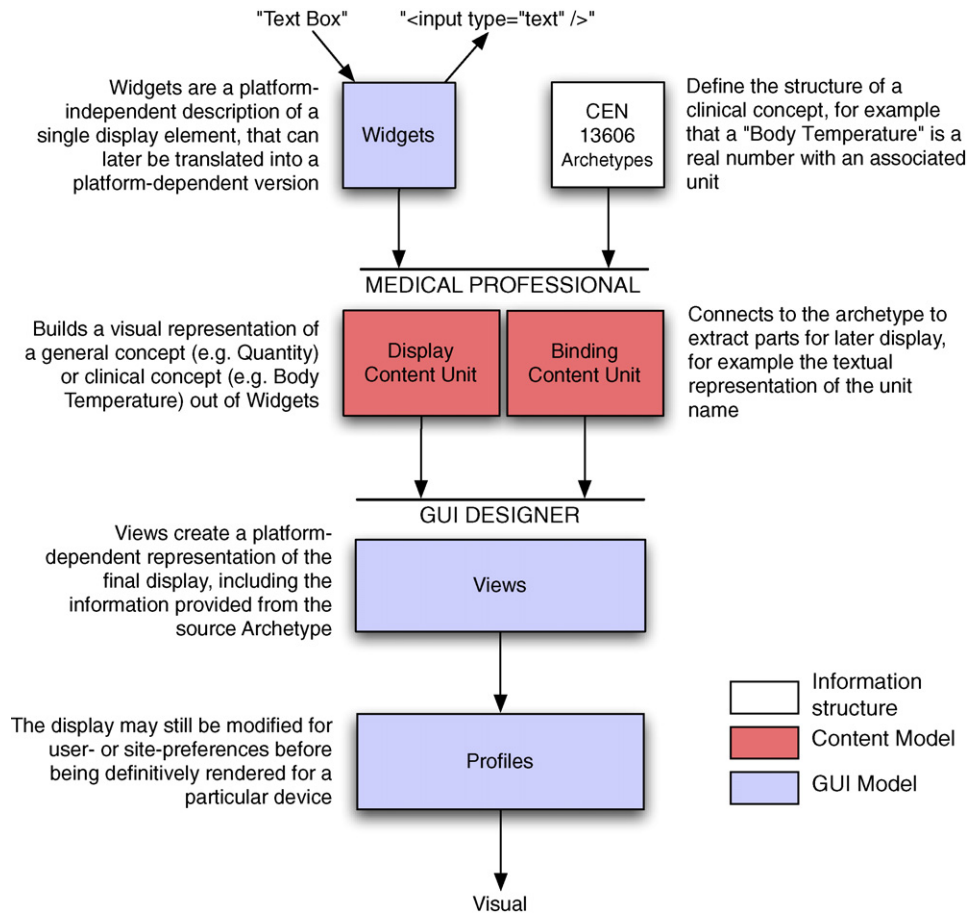 "Text Box"
"<input type="text" />"
Widgets are a platform-
independent description of a
single display element, that can
later be translated into a
platform-dependent version
Widgets
CEN
13606
Archetypes
Define the structure of a
clinical concept, for example
that a "Body Temperature" is a
real number with an associated
unit
MEDICAL PROFESSIONAL
Builds a visual representation of
a general concept (e.g. Quantity)
or clinical concept (e.g. Body
Temperature) out of Widgets
Display
Content Unit
Binding
Content Unit
Connects to the archetype to
extract parts for later display,
for example the textual
representation of the unit
name
GUI DESIGNER
Views create a platform-
dependent representation of the
final display, including the
information provided from the
source Archetype
Views
The display may still be modified for
user- or site-preferences before
being definitively rendered for a
particular device
Profiles
Information
structure
Content Model
GUI Model
Visual